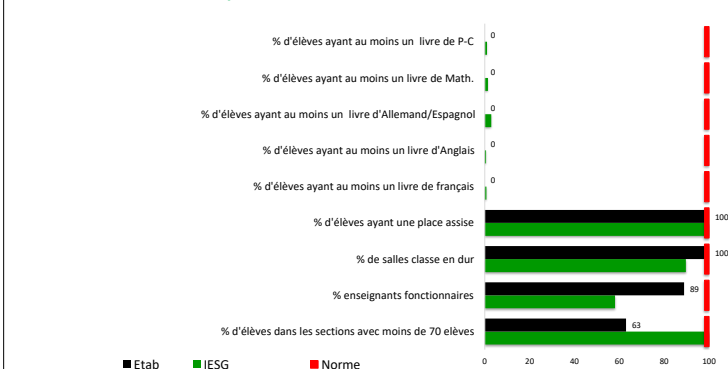 % d'élèves ayant au moins un livre de P-C 0
% d'élèves ayant au moins un livre de Math. 0
% d'élèves ayant au moins un livre d'Allemand/Espagnol 0
% d'élèves ayant au moins un livre d'Anglais 0
% d'élèves ayant au moins un livre de français 0
% d'élèves ayant une place assise 100
% de salles classe en dur 100
% enseignants fonctionnaires 89
% d'élèves dans les sections avec moins de 70 elèves 63
Etab IESG Norme 0 20 40 60 80 100